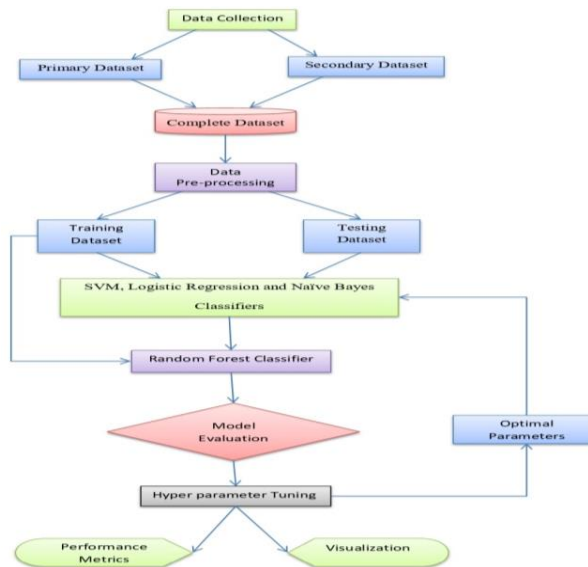 Data Collection
Primary Dataset
Secondary Dataset
Complete Dataset
Data
Pre-processing
Training
Dataset
Testing
Dataset
SVM, Logistic Regression and Naïve Bayes
Classifiers
Random Forest Classifier
Model
Evaluation
Optimal
Parameters
Hyper parameter Tuning
Performance
Metrics
Visualization